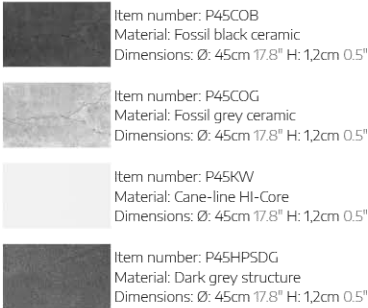 Item number: P45COB
Material: Fossil black ceramic
Dimensions: Ø: 45cm 17.8" H: 1,2cm 0.5"
Item number: P45COG
Material: Fossil grey ceramic
Dimensions: Ø: 45cm 17.8" H: 1,2cm 0.5"
Item number: P45KW
Material: Cane-line HI-Core
Dimensions: Ø: 45cm 17.8" H: 1,2cm 0.5"
Item number: P45HPSDG
Material: Dark grey structure
Dimensions: Ø: 45cm 17.8" H: 1,2cm 0.5"